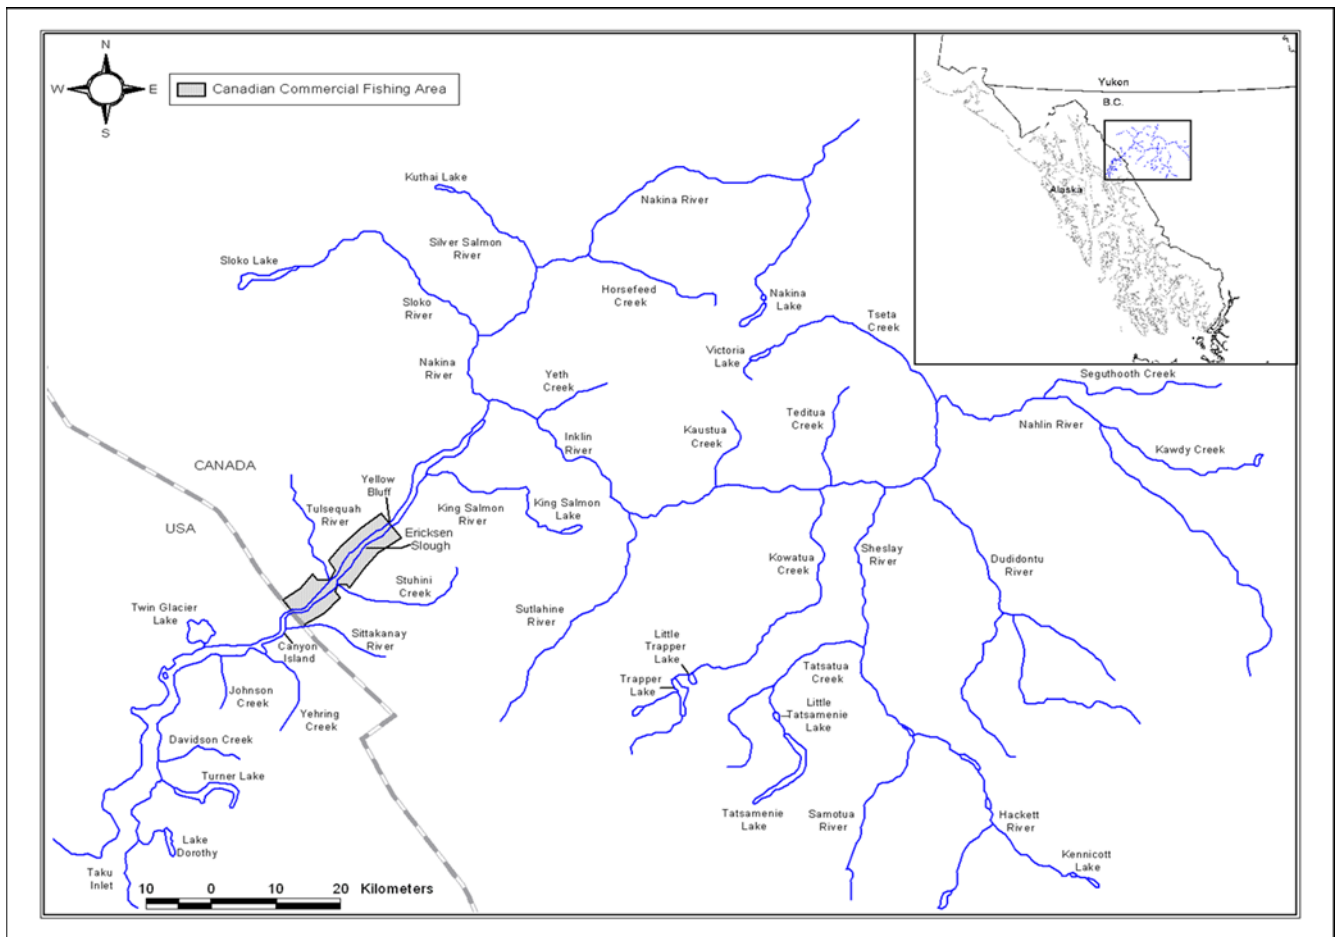 N
W
E
S
Canadian Commercial Fishing Area
Yukon
B.C.
Alaska
Kuthai Lake
Nakina River
Silver Salmon
River
Sloko Lake
Horsefeed
Creek
Nakina
Lake
Sloko
River
Tseta
Creek
Victoria
Lake
Nakina
River
Yeth
Creek
Seguthooth Creek
Teditua
Creek
Kaustua
Creek
Nahlin River
Inklin
River
Kawdy Creek
CANADA
Yellow
Bluff
USA
Tulsequah
River
King Salmon
River
King Salmon
Lake
Ericksen
Slough
Kowatua
Creek
Sheslay
River
Dudidontu
River
Stuhini
Creek
Twin Glacier
Lake
Sutlahine
River
Sittakanay
River
Canyon
Island
Little
Trapper
Lake
Trapper
Lake
Tatsatua
Creek
Johnson
Creek
Yehring
Creek
Little
Tatsamenie
Lake
Davidson Creek
Turner Lake
Tatsamenie
Lake
Samotua
River
Hackett
River
Lake
Dorothy
Kennicott
Lake
Taku
Inlet
10 0 10 20 Kilometers